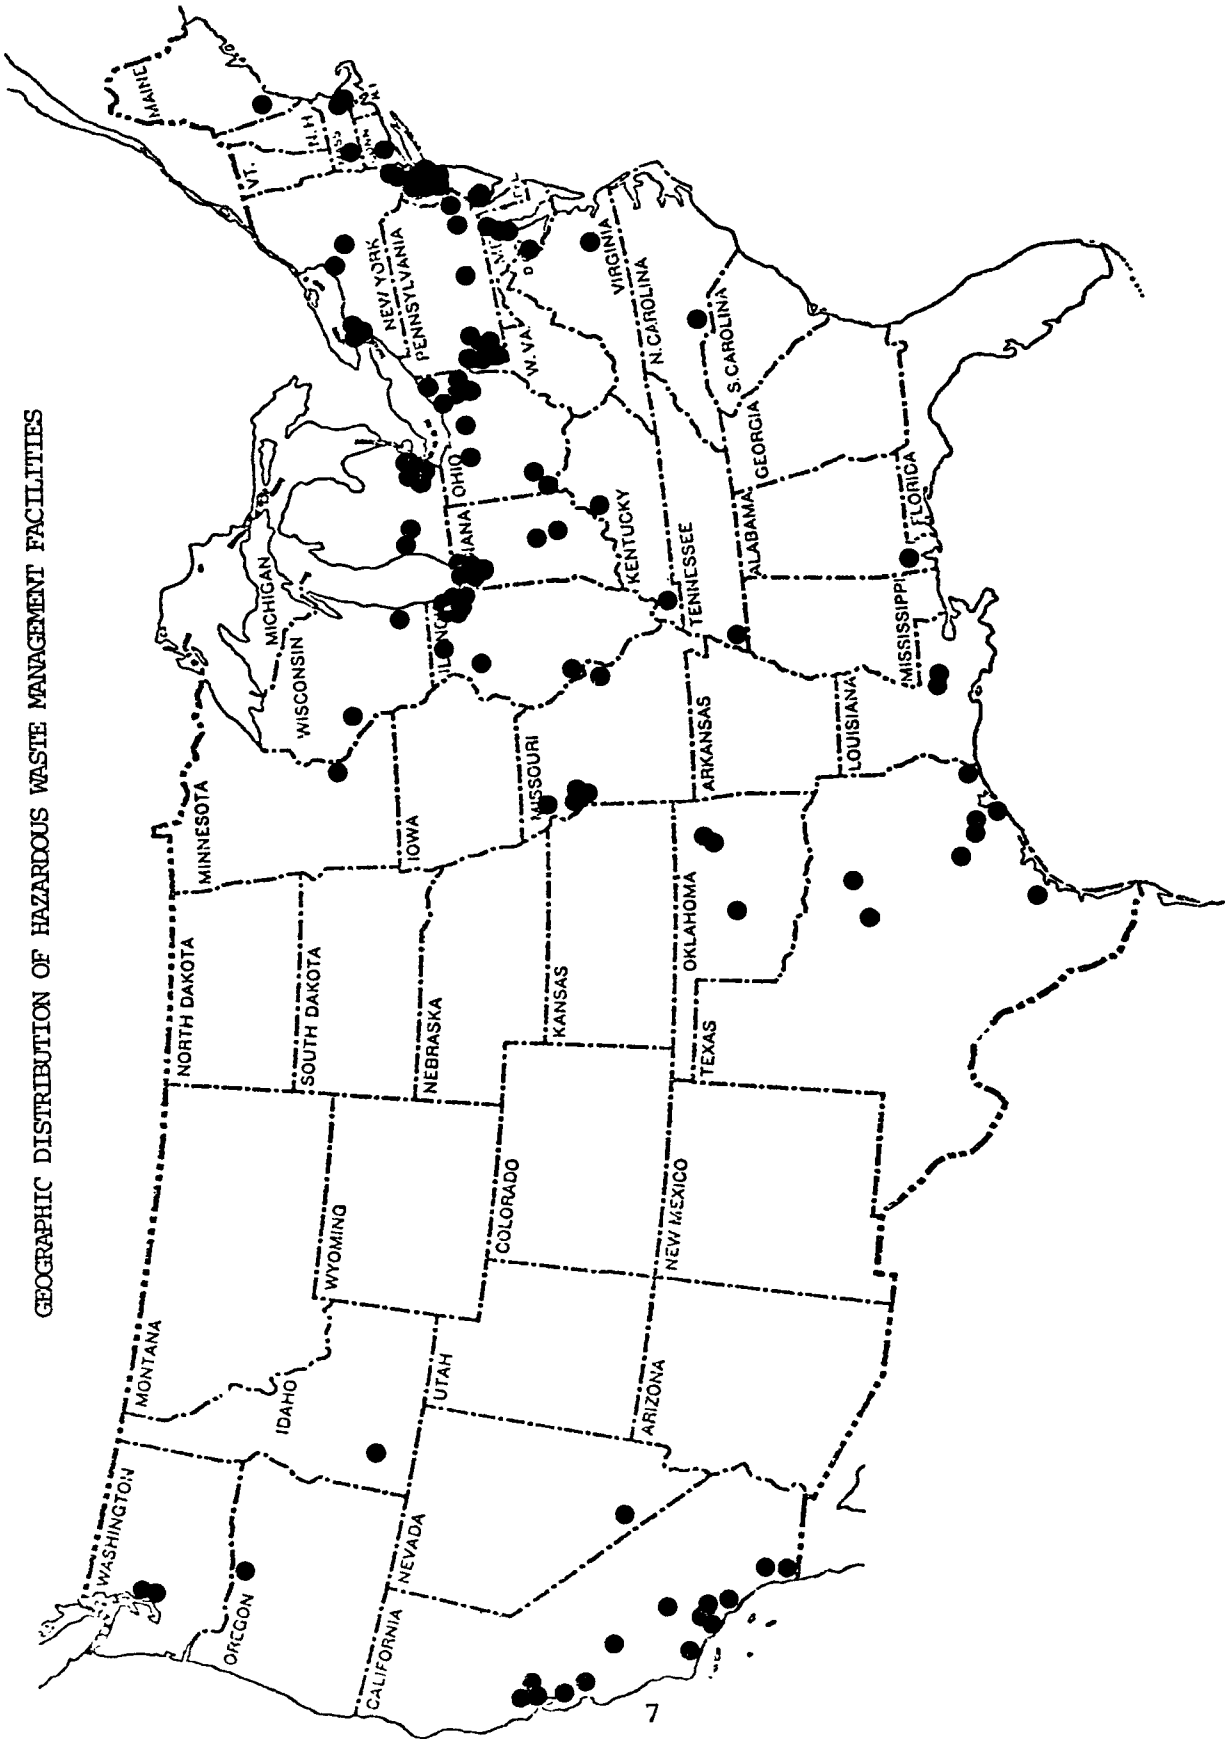 GEOGRAPHIC DISTRIBUTION OF HAZARDOUS WASTE MANAGEMENT FACILITIES
WASHINGTON
MONTANA
NORTH DAKOTA
MINNESOTA
MICHIGAN
WISCONSIN
VT.
MAINE
N.H
OREGON
IDAHO
WYOMING
SOUTH DAKOTA
NEBRASKA
IOWA
NEW YORK
PENNSYLVANIA
OHIO
CALIFORNIA
NEVADA
UTAH
COLORADO
KANSAS
MISSOURI
KENTUCKY
W.VA.
VIRGINIA
N.CAROLINA
S.CAROLINA
TENNESSEE
ARIZONA
NEW MEXICO
TEXAS
OKLAHOMA
ARKANSAS
LOUISIANA
MISSISSIPPI
ALABAMA
GEORGIA
FLORICA
7